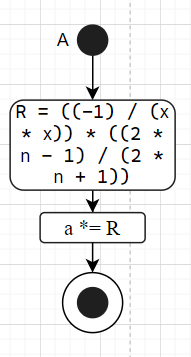 A
R = ((−1) / (x
* x)) * ((2 *
n − 1) / (2 *
n + 1))
a *= R